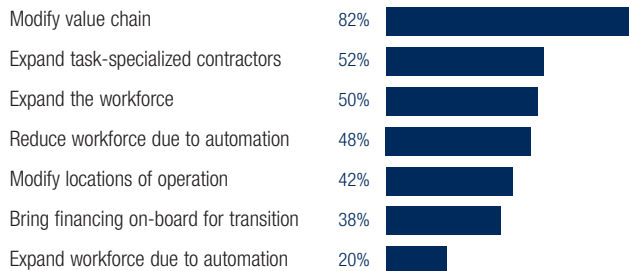 Modify value chain 82%
Expand task-specialized contractors 52%
Expand the workforce 50%
Reduce workforce due to automation 48%
Modify locations of operation 42%
Bring financing on-board for transition 38%
Expand workforce due to automation 20%